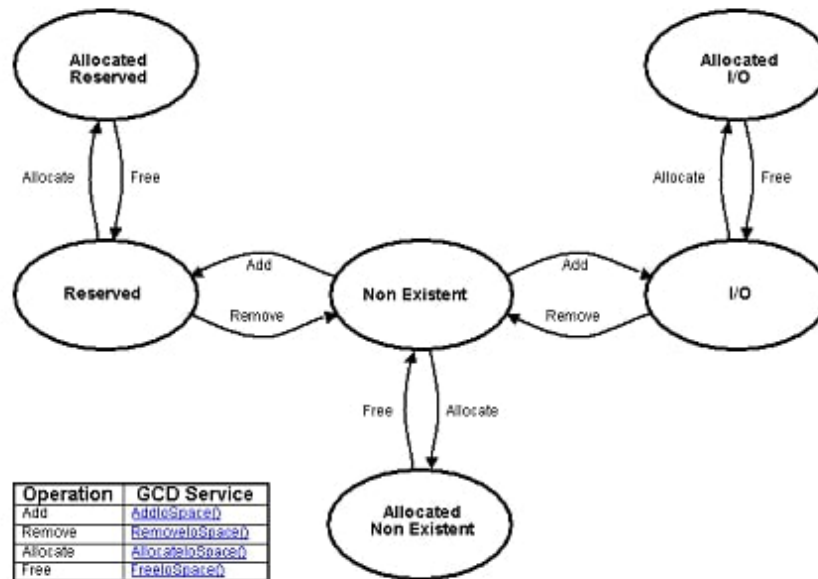 Allocated
Reserved
Allocated
I/O
Allocate
Free
Allocate
Free
Reserved
Add
Non Existent
Add
I/O
Remove
Remove
Free
Allocate
Allocated
Non Existent
Operation GCD Service
Add AddIoSpace()
Remove RemoveIoSpace()
Allocate AllocateIoSpace()
Free FreeIoSpace()